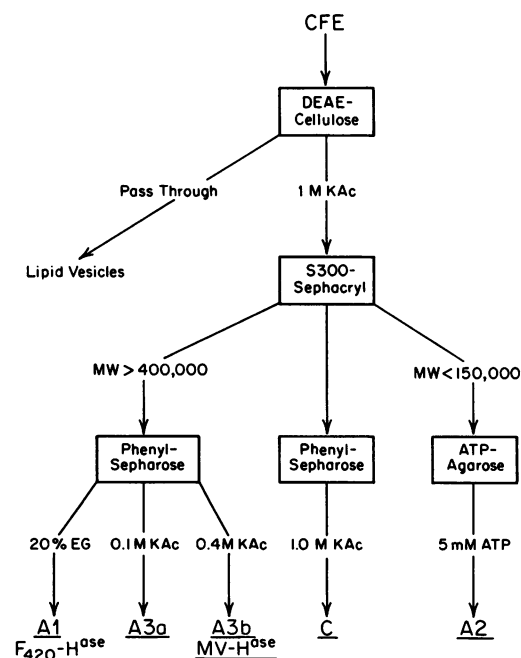 CFE
DEAE-
Cellulose
Pass Through
1 M KAc
Lipid Vesicles
S300-
Sephacryl
MW > 400,000
MW < 150,000
Phenyl-
Sepharose
Phenyl-
Sepharose
ATP-
Agarose
20% EG
0.1 M KAc
0.4 M KAc
1.0 M KAc
5 mM ATP
A1
F420-Hase
A3a
A3b
MV-Hase
C
A2